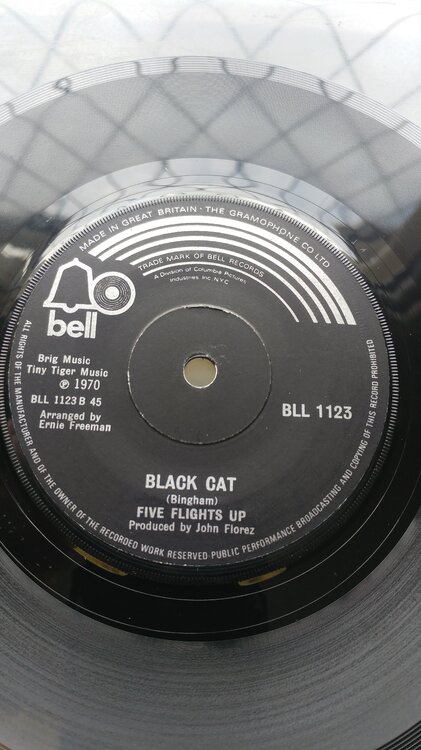 MADE IN GREAT BRITAIN · THE GRAMOPHONE CO LTD
TRADE MARK OF BELL RECORDS
A Division of Columbia Pictures
Industries Inc. N.Y.C
bell
Brig Music
Tiny Tiger Music
℗ 1970
BLL 1123 B 45
Arranged by
Ernie Freeman
BLL 1123
BLACK CAT
(Bingham)
FIVE FLIGHTS UP
Produced by John Florez
ALL RIGHTS OF THE MANUFACTURER AND OF THE OWNER OF THE RECORDED WORK RESERVED · PUBLIC PERFORMANCE BROADCASTING AND COPYING OF THIS RECORD PROHIBITED